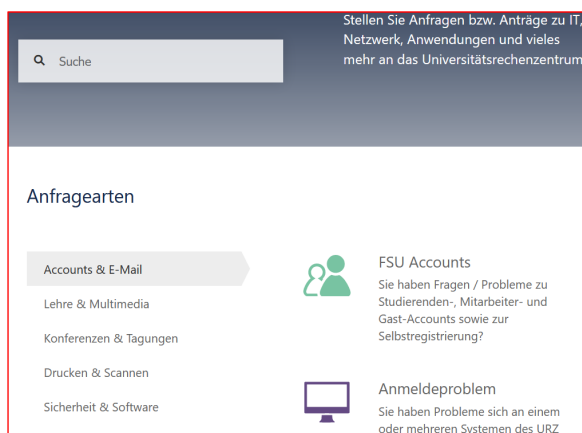 Stellen Sie Anfragen bzw. Anträge zu IT,
Netzwerk, Anwendungen und vieles
mehr an das Universitätsrechenzentrum
Suche
Anfragearten
Accounts & E-Mail
Lehre & Multimedia
Konferenzen & Tagungen
Drucken & Scannen
Sicherheit & Software
FSU Accounts
Sie haben Fragen / Probleme zu
Studierenden-, Mitarbeiter- und
Gast-Accounts sowie zur
Selbstregistrierung?
Anmeldeproblem
Sie haben Probleme sich an einem
oder mehreren Systemen des URZ